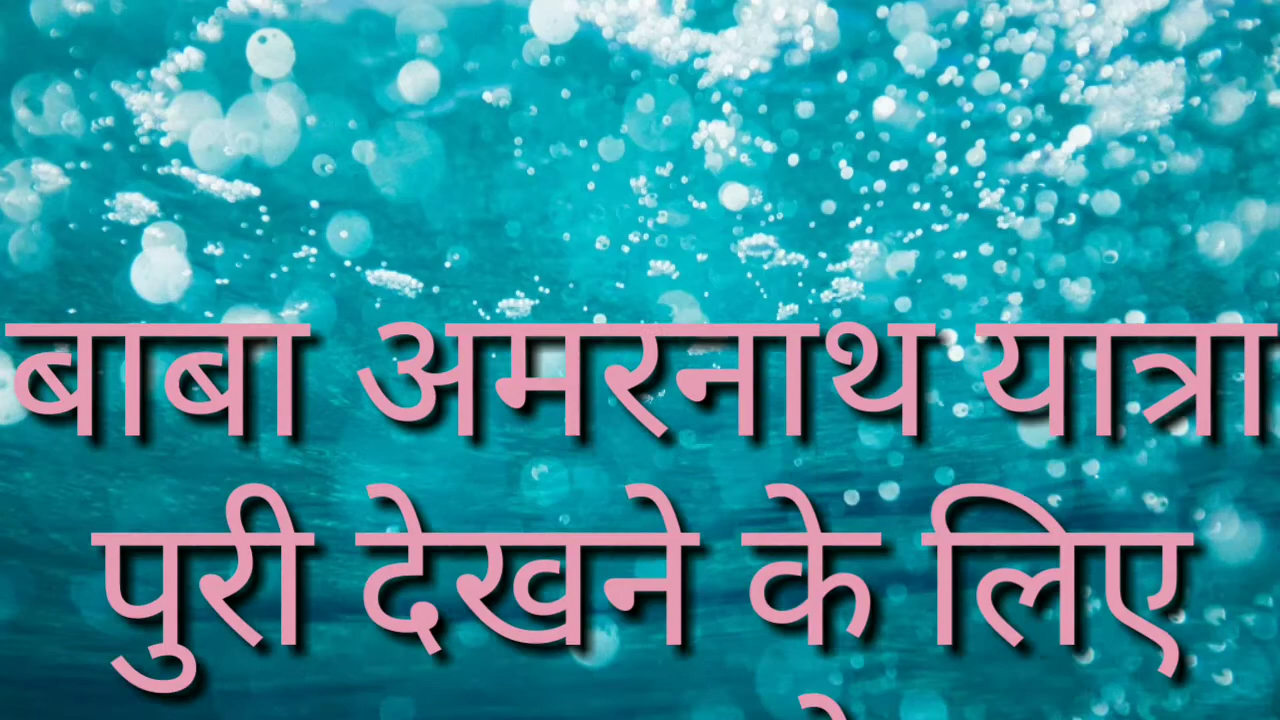 बाबा अमरनाथ यात्रा
पुरी देखने के लिए